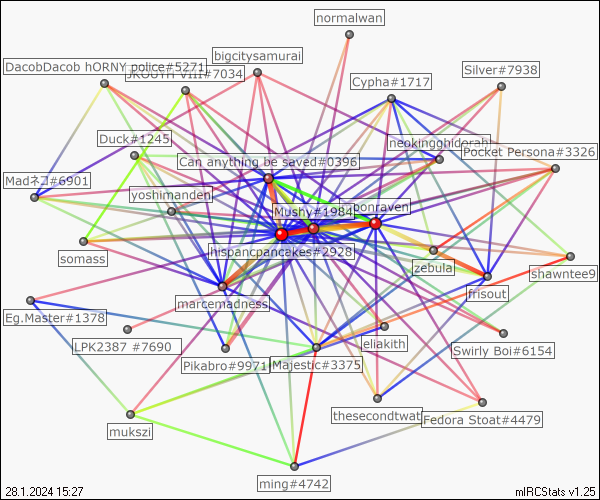 normalwan
bigcitysamurai
DacobDacob hORNY police#5271
JROUTH VIII#7034
Silver#7938
Cypha#1717
Duck#1245
neokingghidorah
Pocket Persona#3326
Can anything be saved#0396
Madネコ#6901
yoshimanden
Mushy#1984
bonraven
hispancpancakes#2928
somass
zebula
Shawntee9
marcemadness
frisout
Eg.Master#1378
LPK2387 #7690
eliakith
Swirly Boi#6154
Pikabro#9971
Majestic#3375
thesecondtwat
Fedora Stoat#4479
mukszi
ming#4742
28.1.2024 15:27
mIRCStats v1.25